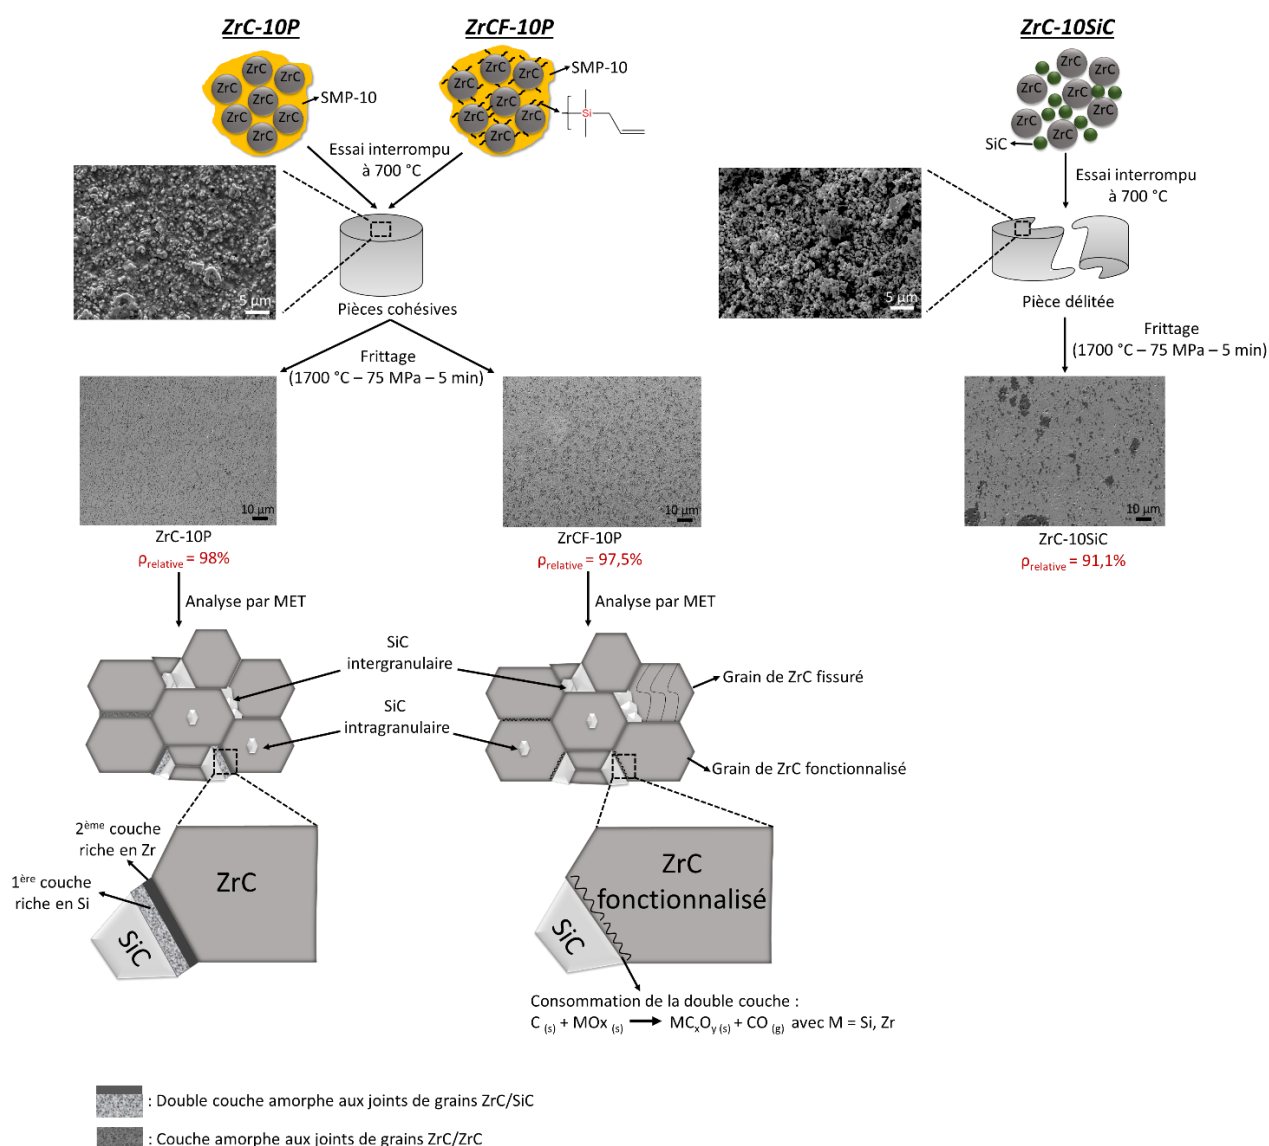 ZrC-10P
ZrCF-10P
ZrC-10SiC
ZrC
ZrC
ZrC
ZrC
ZrC
ZrC
ZrC
SMP-10
ZrC
ZrC
ZrC
ZrC
ZrC
ZrC
ZrC
SMP-10
Si
ZrC
ZrC
ZrC
ZrC
ZrC
ZrC
ZrC
SiC
Essai interrompu
à 700 °C
Essai interrompu
à 700 °C
5 µm
5 µm
Pièces cohésives
Pièce délitée
Frittage
(1700 °C – 75 MPa – 5 min)
Frittage
(1700 °C – 75 MPa – 5 min)
10 µm
10 µm
10 µm
ZrC-10P
ρrelative = 98%
ZrCF-10P
ρrelative = 97,5%
ZrC-10SiC
ρrelative = 91,1%
Analyse par MET
Analyse par MET
SiC
intergranulaire
SiC
intragranulaire
Grain de ZrC fissuré
Grain de ZrC fonctionnalisé
2ème couche
riche en Zr
1ère couche
riche en Si
ZrC
SiC
ZrC
fonctionnalisé
SiC
Consommation de la double couche :
C (s) + MOx (s) → MCxOy (s) + CO (g) avec M = Si, Zr
: Double couche amorphe aux joints de grains ZrC/SiC
: Couche amorphe aux joints de grains ZrC/ZrC